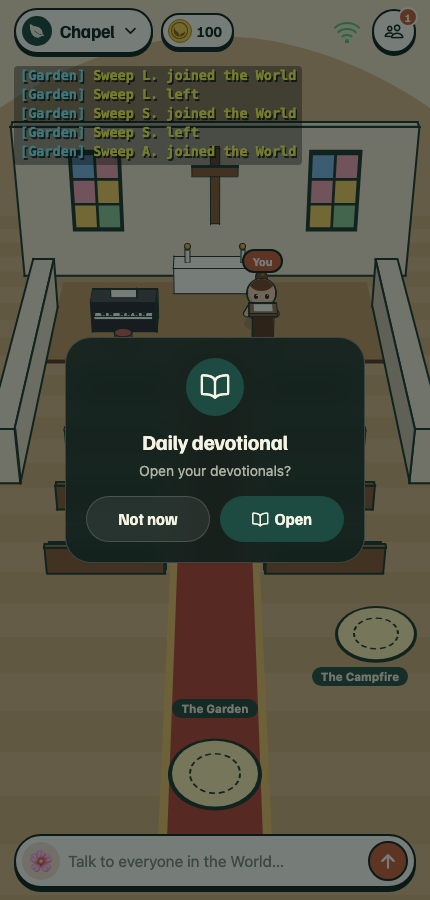 Chapel
100
1
[Garden] Sweep L. joined the World
[Garden] Sweep L. left
[Garden] Sweep S. joined the World
[Garden] Sweep S. left
[Garden] Sweep A. joined the World
You
Daily devotional
Open your devotionals?
Not now
Open
The Campfire
The Garden
Talk to everyone in the World...